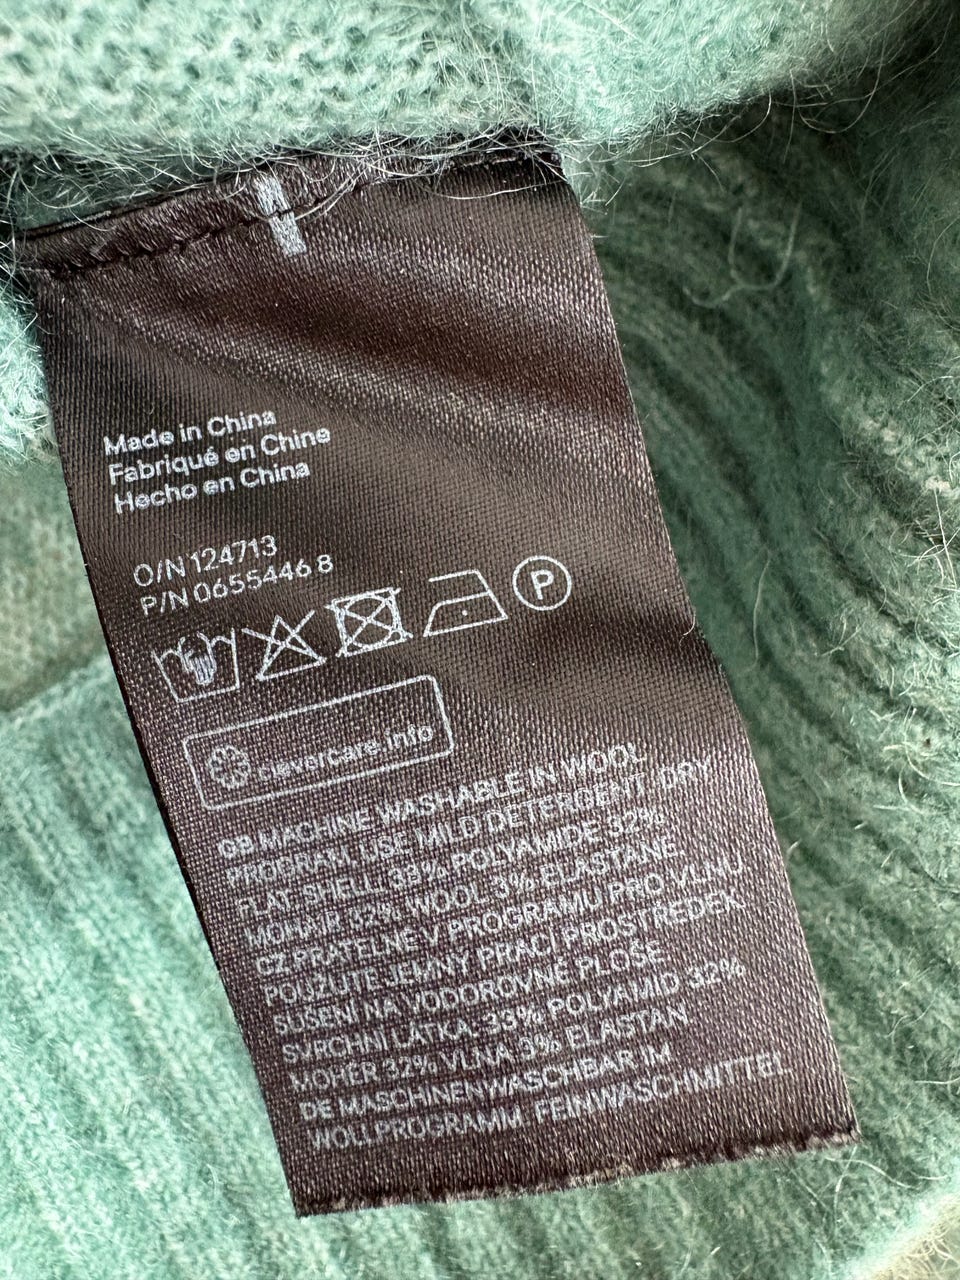 Made in China
Fabriqué en Chine
Hecho en China
O/N 124713
P/N 0655446 8
P
clevercare.info
GB MACHINE WASHABLE IN WOOL
PROGRAM. USE MILD DETERGENT. DRY
FLAT. SHELL: 33% POLYAMIDE 32%
MOHAIR 32% WOOL 3% ELASTANE
CZ PRATELNÉ V PROGRAMU PRO VLNU.
POUŽIJTE JEMNÝ PRACÍ PROSTŘEDEK
SUŠENÍ NA VODOROVNÉ PLOŠE
SVRCHNÍ LÁTKA: 33% POLYAMID 32%
MOHÉR 32% VLNA 3% ELASTAN
DE MASCHINENWASCHBAR IM
WOLLPROGRAMM. FEINWASCHMITTEL